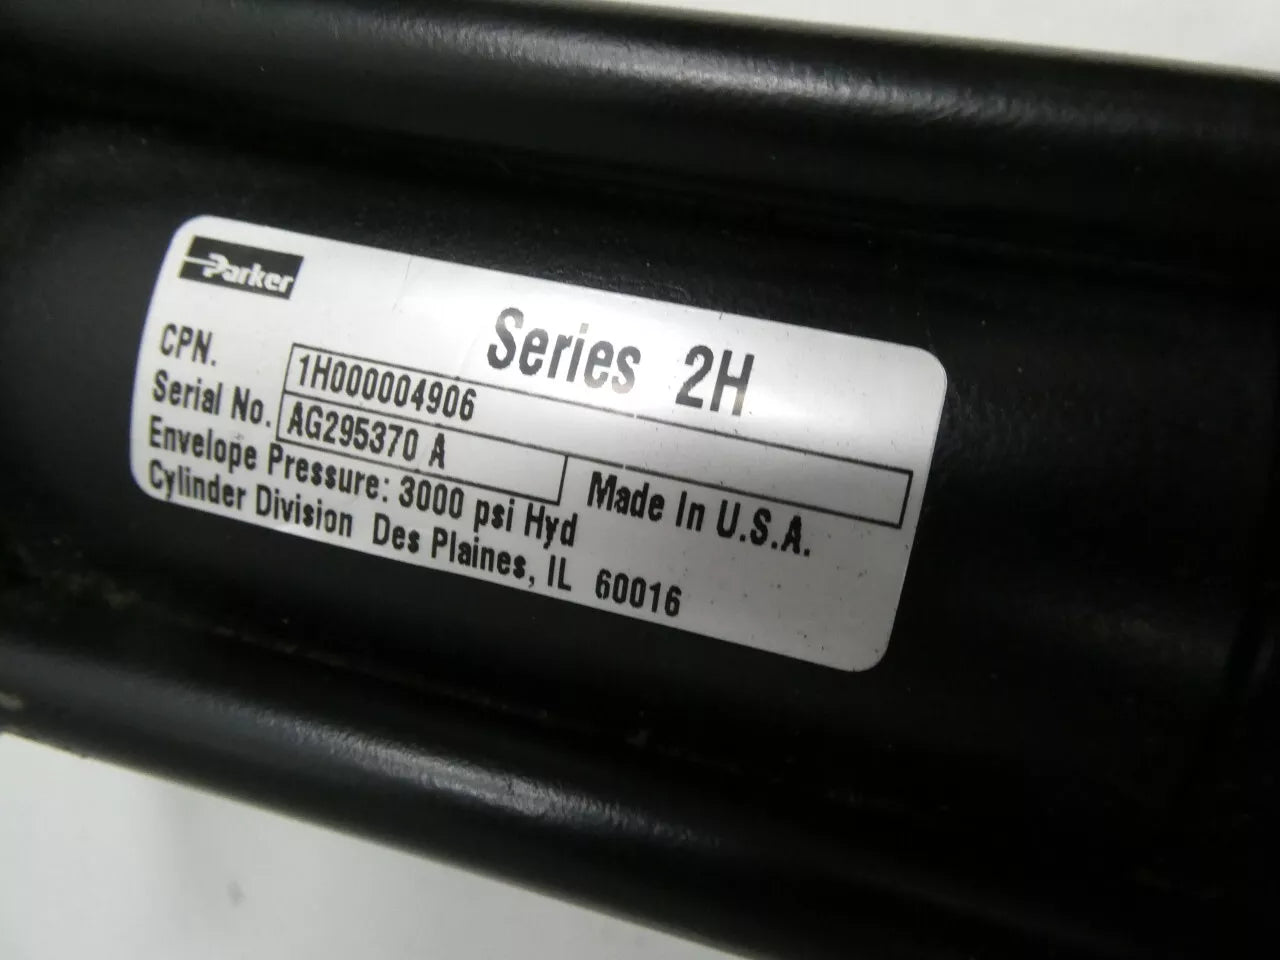 Parker
Series 2H
CPN. 1H000004906
Serial No. AG295370 A
Made In U.S.A.
Envelope Pressure: 3000 psi Hyd
Cylinder Division Des Plaines, IL 60016